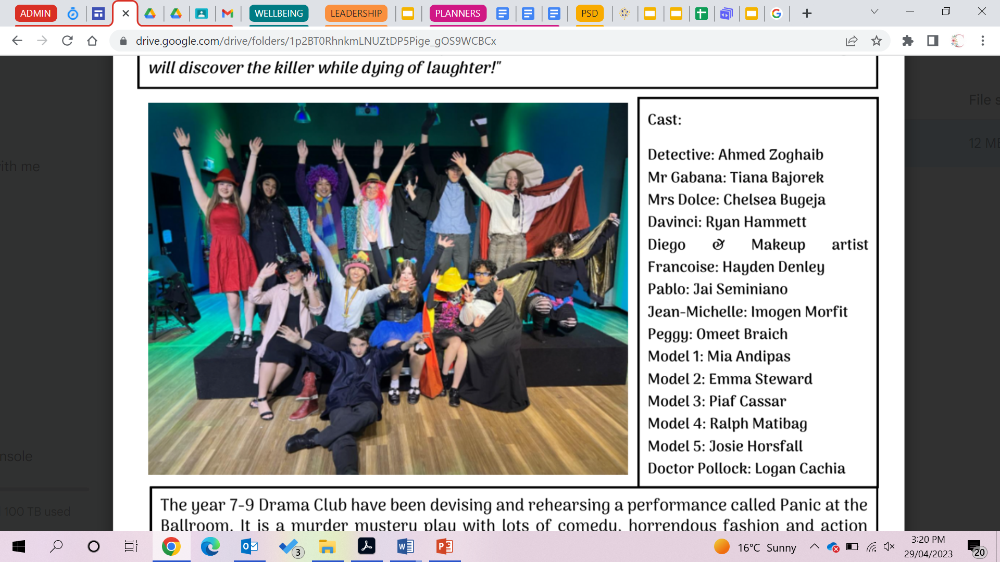 ADMIN
WELLBEING
LEADERSHIP
PLANNERS
PSD
drive.google.com/drive/folders/1p2BT0RhnkmLNUZtDP5Pige_gOS9WCBCx
will discover the killer while dying of laughter!"
File s
12 M
ith me
nsole
100 TB used
Cast:
Detective: Ahmed Zoghaib
Mr Gabana: Tiana Bajorek
Mrs Dolce: Chelsea Bugeja
Davinci: Ryan Hammett
Diego & Makeup artist
Francoise: Hayden Denley
Pablo: Jai Seminiano
Jean-Michelle: Imogen Morfit
Peggy: Omeet Braich
Model 1: Mia Andipas
Model 2: Emma Steward
Model 3: Piaf Cassar
Model 4: Ralph Matibag
Model 5: Josie Horsfall
Doctor Pollock: Logan Cachia
The year 7-9 Drama Club have been devising and rehearsing a performance called Panic at the
Ballroom. It is a murder mystery play with lots of comedy, horrendous fashion and action
3
16°C Sunny
3:20 PM
29/04/2023
20